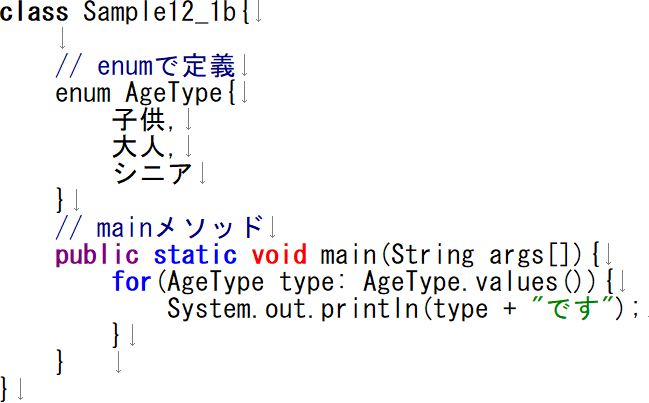 class Sample12_1b{↓
↓
// enumで定義↓
enum AgeType{↓
子供,↓
大人,↓
シニア↓
}↓
// mainメソッド↓
public static void main(String args[]){↓
for(AgeType type: AgeType.values()){↓
System.out.println(type + "です");
}↓
} ↓
}↓